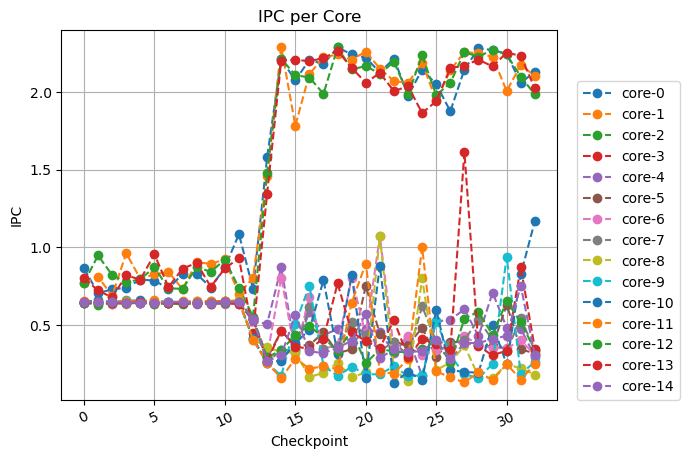 IPC per Core
IPC
2.0
1.5
1.0
0.5
0
5
10
15
20
25
30
Checkpoint
core-0
core-1
core-2
core-3
core-4
core-5
core-6
core-7
core-8
core-9
core-10
core-11
core-12
core-13
core-14